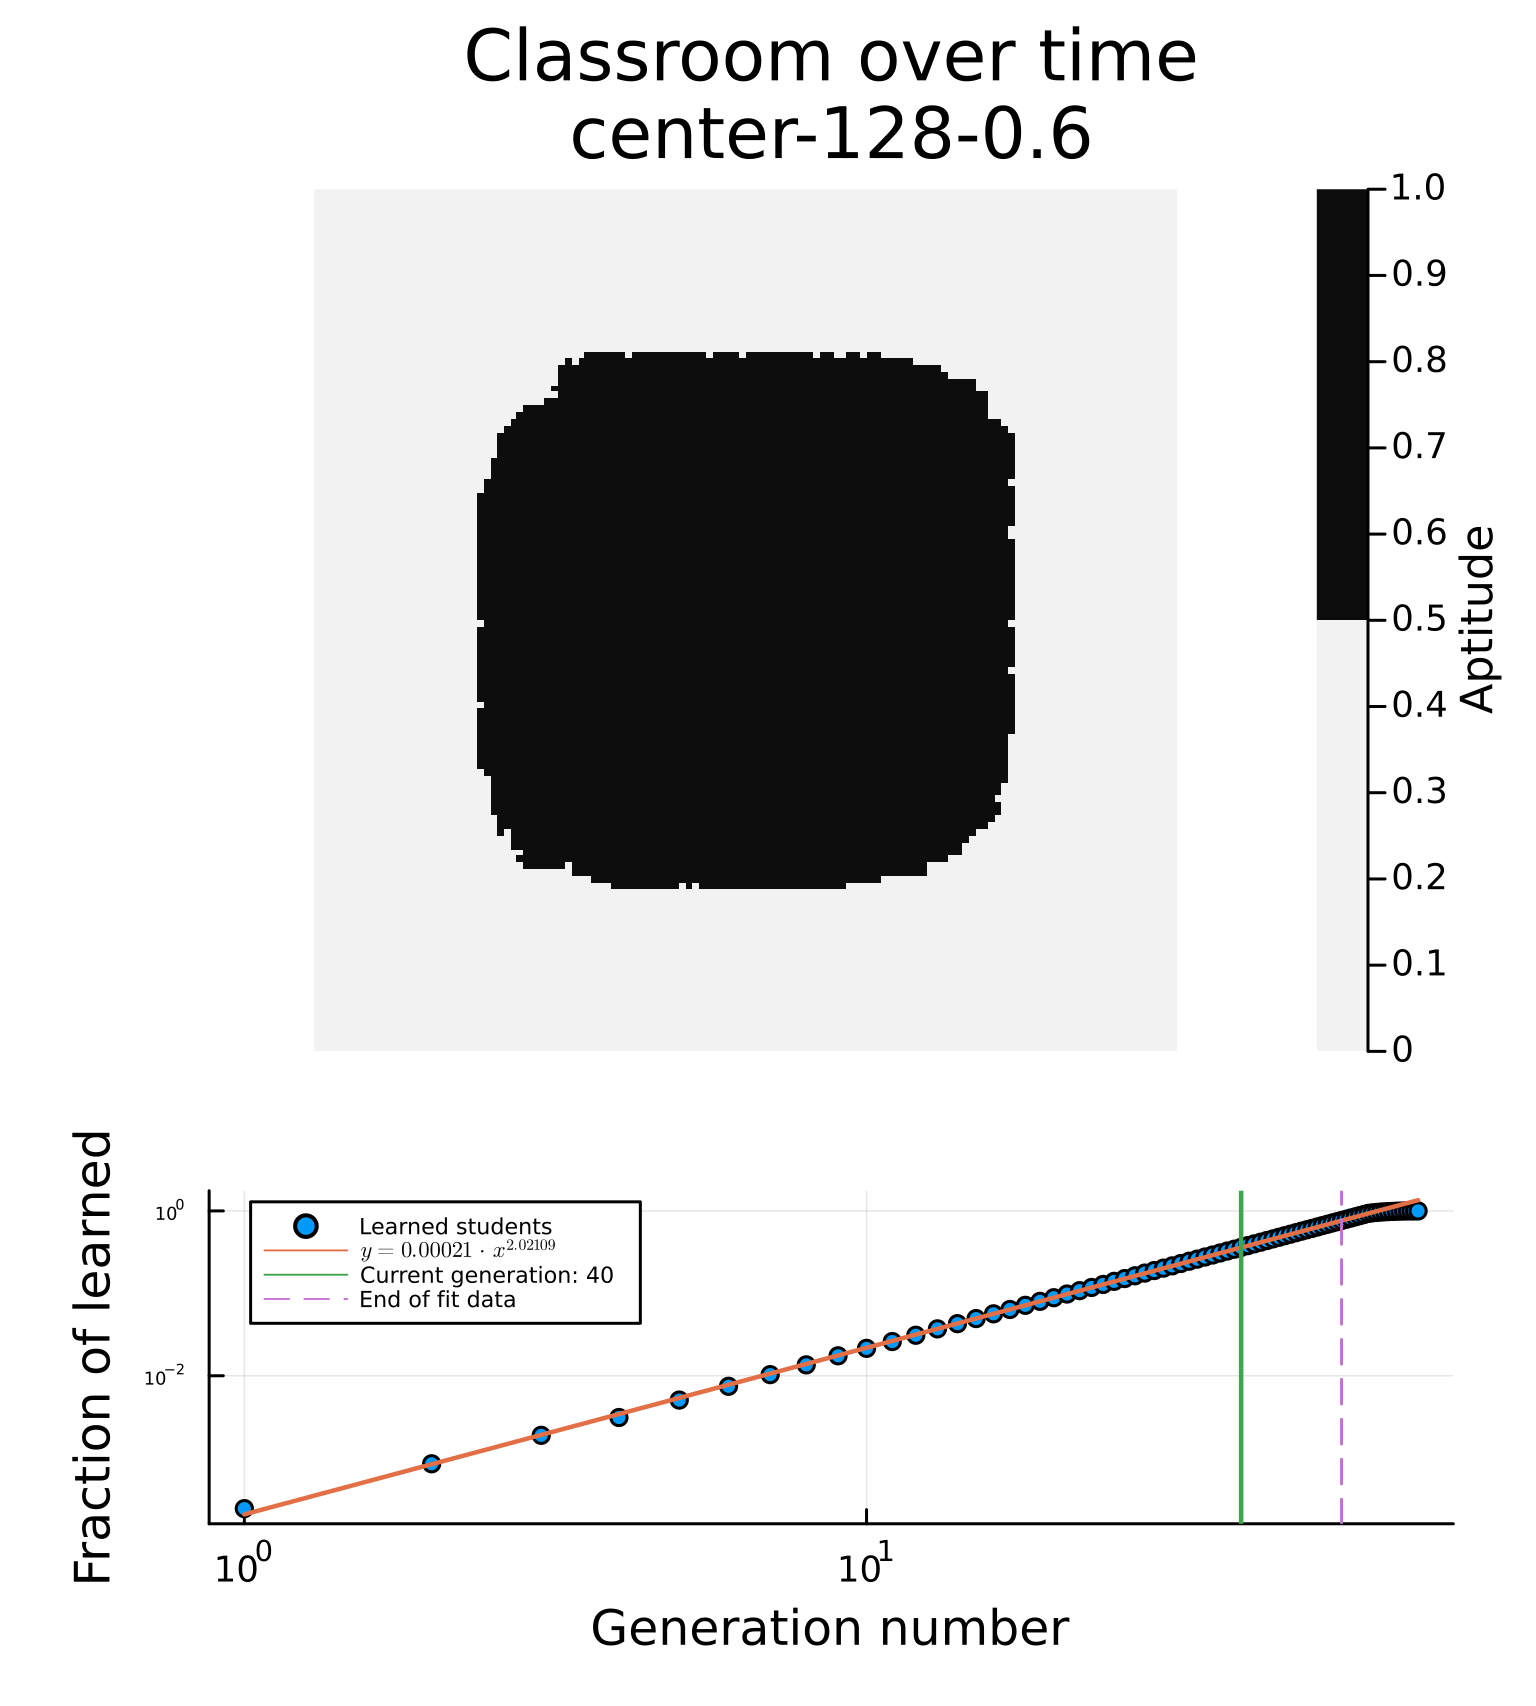 Classroom over time
center-128-0.6
1.0
0.9
0.8
0.7
0.6
0.5
0.4
0.3
0.2
0.1
0
Aptitude
Fraction of learned
10⁰
10⁻²
Learned students
y = 0.00021 · x^2.02109
Current generation: 40
End of fit data
10⁰
10¹
Generation number